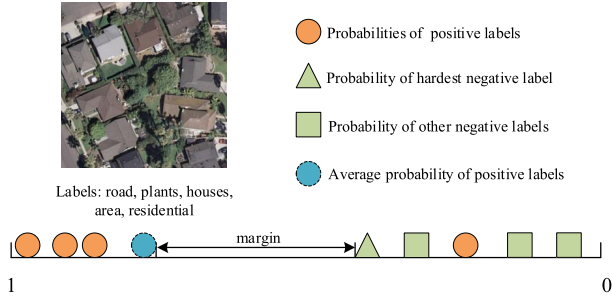 Probabilities of positive labels
Probability of hardest negative label
Probability of other negative labels
Average probability of positive labels
Labels: road, plants, houses,
area, residential
margin
1
0